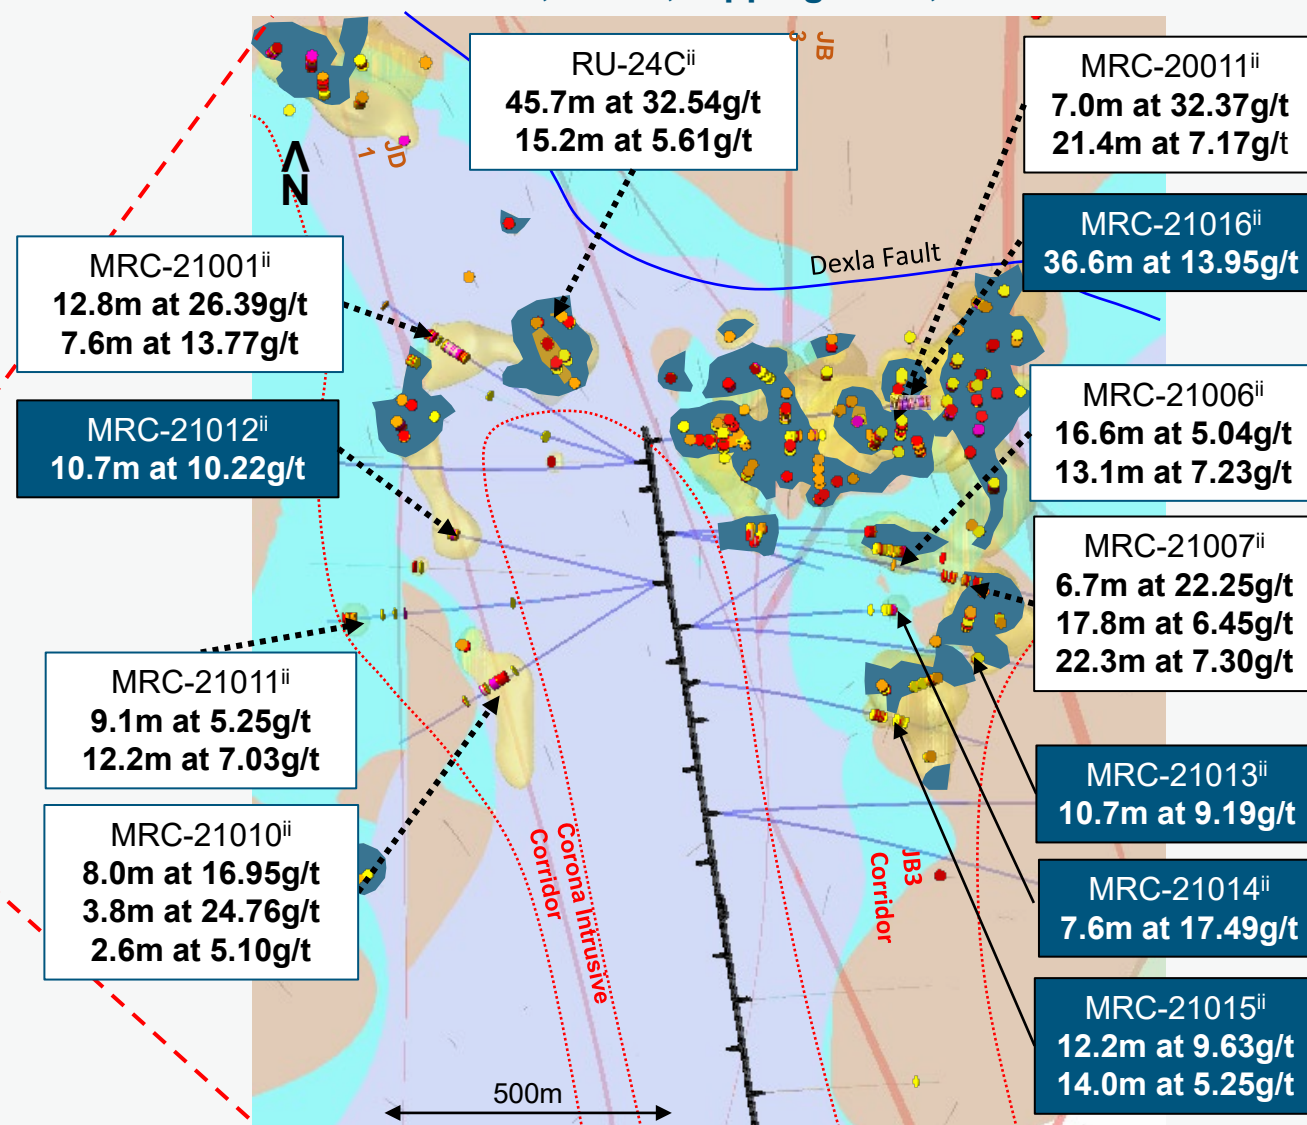 JB
3
JD
1
N
RU-24Cⁱⁱ
45.7m at 32.54g/t
15.2m at 5.61g/t
MRC-20011ⁱⁱ
7.0m at 32.37g/t
21.4m at 7.17g/t
MRC-21016ⁱⁱ
36.6m at 13.95g/t
Dexla Fault
MRC-21001ⁱⁱ
12.8m at 26.39g/t
7.6m at 13.77g/t
MRC-21012ⁱⁱ
10.7m at 10.22g/t
MRC-21006ⁱⁱ
16.6m at 5.04g/t
13.1m at 7.23g/t
MRC-21007ⁱⁱ
6.7m at 22.25g/t
17.8m at 6.45g/t
22.3m at 7.30g/t
MRC-21011ⁱⁱ
9.1m at 5.25g/t
12.2m at 7.03g/t
MRC-21010ⁱⁱ
8.0m at 16.95g/t
3.8m at 24.76g/t
2.6m at 5.10g/t
Corona Intrusive
Corridor
JB3
Corridor
MRC-21013ⁱⁱ
10.7m at 9.19g/t
MRC-21014ⁱⁱ
7.6m at 17.49g/t
MRC-21015ⁱⁱ
12.2m at 9.63g/t
14.0m at 5.25g/t
500m